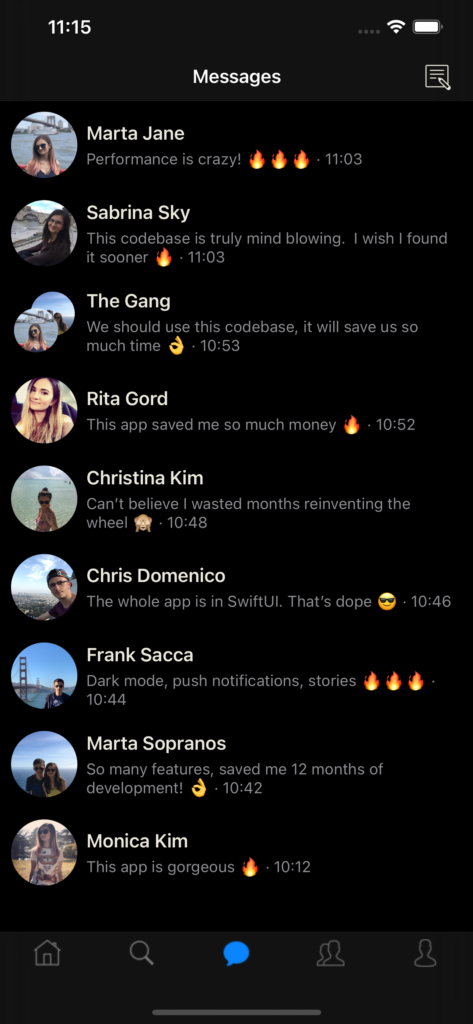 11:15
Messages
Marta Jane
Performance is crazy! 🔥🔥🔥 · 11:03
Sabrina Sky
This codebase is truly mind blowing.  I wish I found
it sooner 🔥 · 11:03
The Gang
We should use this codebase, it will save us so
much time 👌 · 10:53
Rita Gord
This app saved me so much money 🔥 · 10:52
Christina Kim
Can’t believe I wasted months reinventing the
wheel 🙈 · 10:48
Chris Domenico
The whole app is in SwiftUI. That’s dope 😎 · 10:46
Frank Sacca
Dark mode, push notifications, stories 🔥🔥🔥 ·
10:44
Marta Sopranos
So many features, saved me 12 months of
development! 👌 · 10:42
Monica Kim
This app is gorgeous 🔥 · 10:12